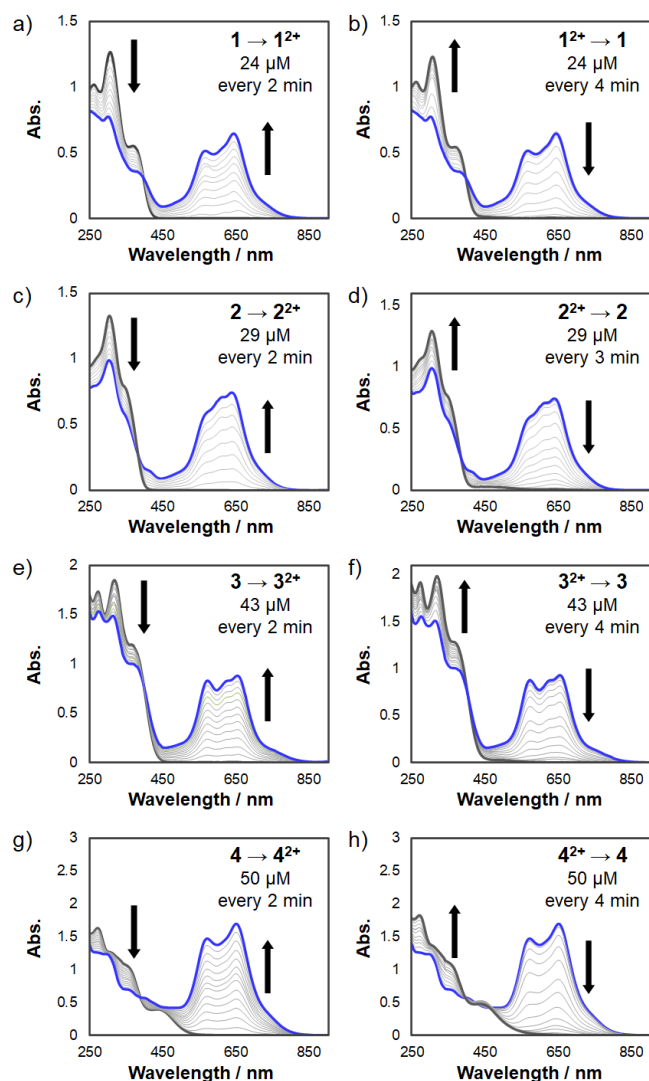 a)
1 → 1²⁺
24 µM
every 2 min
Abs.
1.5
1
0.5
0
250 450 650 850
Wavelength / nm
b)
1²⁺ → 1
24 µM
every 4 min
Abs.
1.5
1
0.5
0
250 450 650 850
Wavelength / nm
c)
2 → 2²⁺
29 µM
every 2 min
Abs.
1.5
1
0.5
0
250 450 650 850
Wavelength / nm
d)
2²⁺ → 2
29 µM
every 3 min
Abs.
1.5
1
0.5
0
250 450 650 850
Wavelength / nm
e)
3 → 3²⁺
43 µM
every 2 min
Abs.
2
1.5
1
0.5
0
250 450 650 850
Wavelength / nm
f)
3²⁺ → 3
43 µM
every 4 min
Abs.
2
1.5
1
0.5
0
250 450 650 850
Wavelength / nm
g)
4 → 4²⁺
50 µM
every 2 min
Abs.
3
2.5
2
1.5
1
0.5
0
250 450 650 850
Wavelength / nm
h)
4²⁺ → 4
50 µM
every 4 min
Abs.
3
2.5
2
1.5
1
0.5
0
250 450 650 850
Wavelength / nm